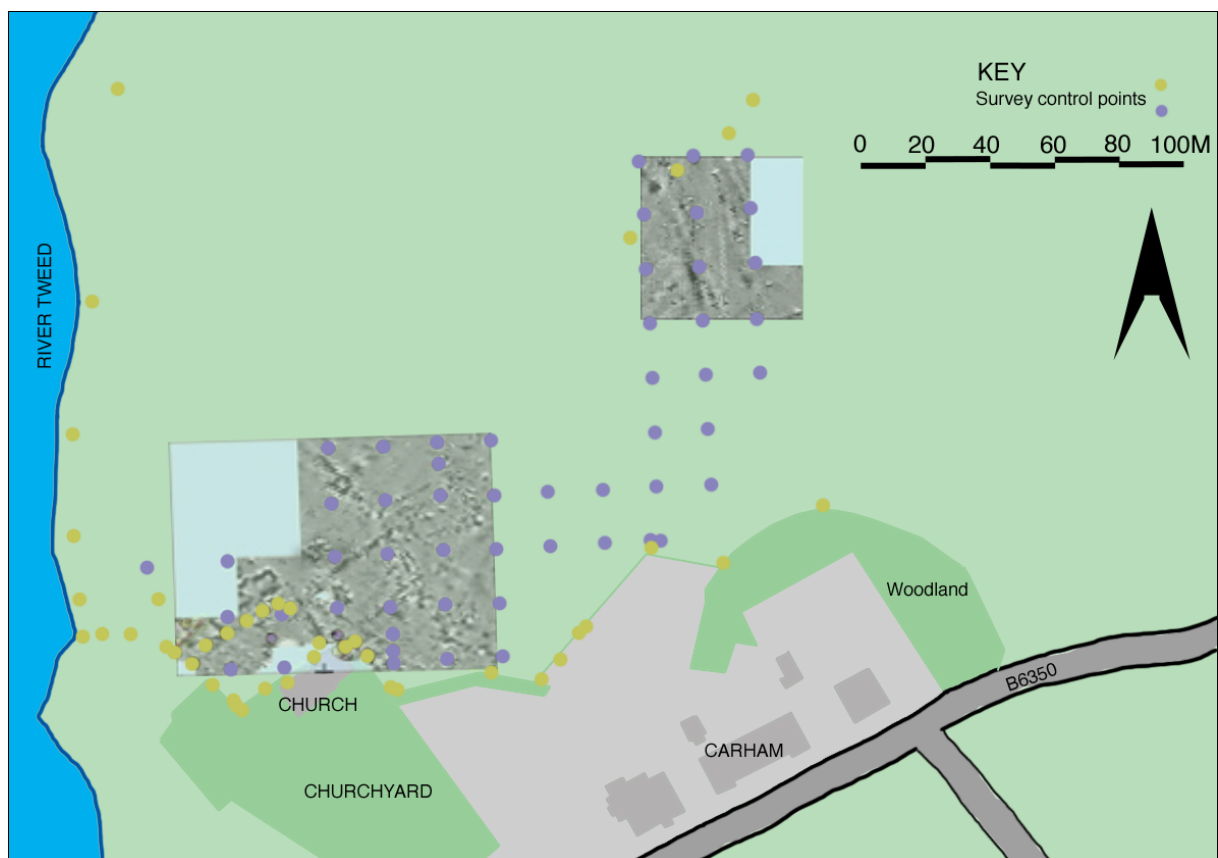 KEY
Survey control points
0 20 40 60 80 100M
RIVER TWEED
Woodland
B6350
CHURCH
CARHAM
CHURCHYARD